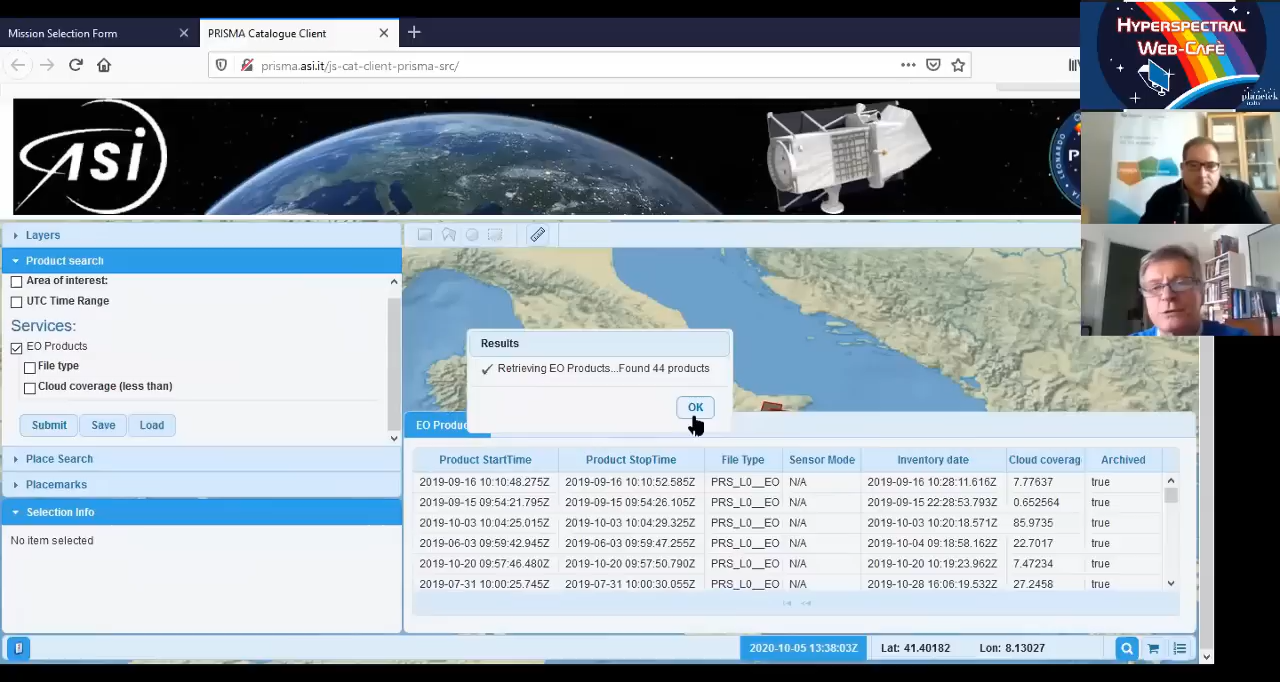 Mission Selection Form
PRISMA Catalogue Client
prisma.asi.it/js-cat-client-prisma-src/
HYPERSPECTRAL
WEB-CAFÈ
planetek
italia
ASI
LEONARDO
Layers
Product search
Area of interest:
UTC Time Range
Services:
EO Products
File type
Cloud coverage (less than)
Submit Save Load
Place Search
Placemarks
Selection Info
No item selected
Results
Retrieving EO Products...Found 44 products
OK
EO Produc
Product StartTime Product StopTime File Type Sensor Mode Inventory date Cloud coverag Archived
2019-09-16 10:10:48.275Z 2019-09-16 10:10:52.585Z PRS_L0__EO N/A 2019-09-16 10:28:11.616Z 7.77637 true
2019-09-15 09:54:21.795Z 2019-09-15 09:54:26.105Z PRS_L0__EO N/A 2019-09-15 22:28:53.793Z 0.652564 true
2019-10-03 10:04:25.015Z 2019-10-03 10:04:29.325Z PRS_L0__EO N/A 2019-10-03 10:20:18.571Z 85.9735 true
2019-06-03 09:59:42.945Z 2019-06-03 09:59:47.255Z PRS_L0__EO N/A 2019-10-04 09:18:58.162Z 22.7017 true
2019-10-20 09:57:46.480Z 2019-10-20 09:57:50.790Z PRS_L0__EO N/A 2019-10-20 10:19:23.962Z 7.47234 true
2019-07-31 10:00:25.745Z 2019-07-31 10:00:30.055Z PRS_L0__EO N/A 2019-10-28 16:06:19.532Z 27.2458 true
2020-10-05 13:38:03Z Lat: 41.40182 Lon: 8.13027